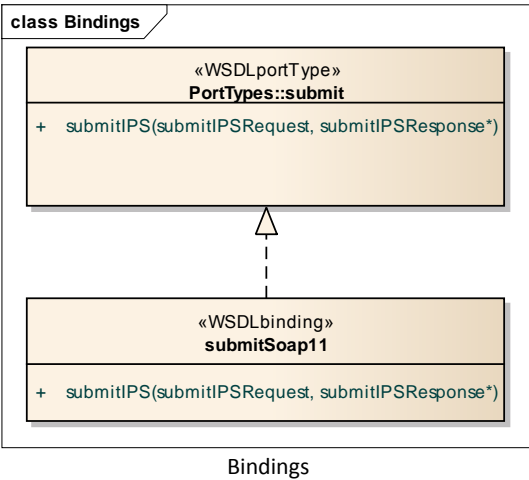 class Bindings
«WSDLportType»
PortTypes::submit
+ submitIPS(submitIPSRequest, submitIPSResponse*)
«WSDLbinding»
submitSoap11
+ submitIPS(submitIPSRequest, submitIPSResponse*)
Bindings